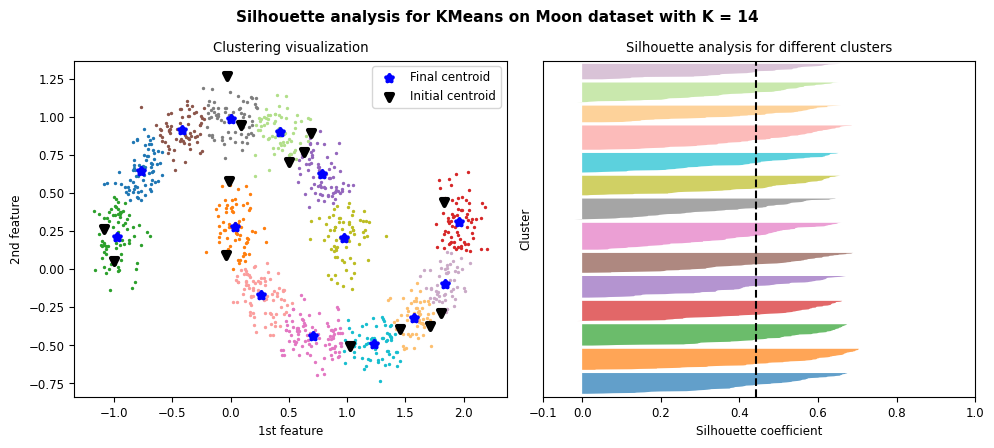 Silhouette analysis for KMeans on Moon dataset with K = 14
Clustering visualization
Final centroid
Initial centroid
1.25
1.00
0.75
0.50
0.25
0.00
−0.25
−0.50
−0.75
2nd feature
−1.0 −0.5 0.0 0.5 1.0 1.5 2.0
1st feature
Silhouette analysis for different clusters
Cluster
−0.1 0.0 0.2 0.4 0.6 0.8 1.0
Silhouette coefficient